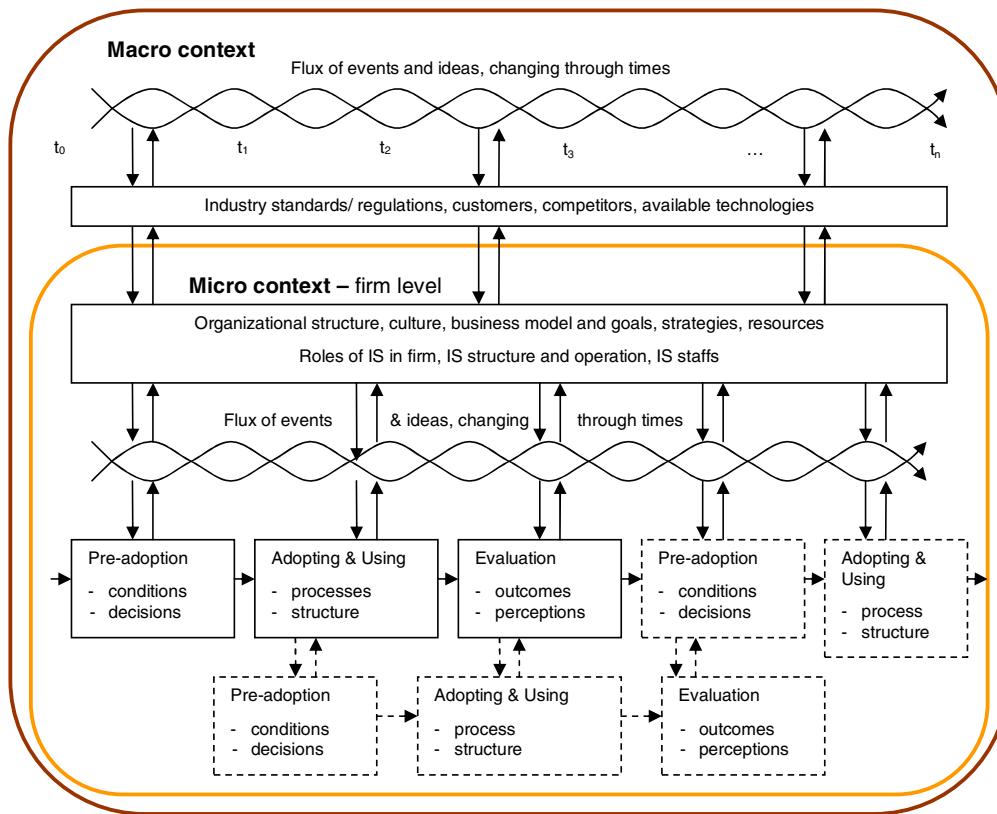 Macro context
Flux of events and ideas, changing through times
t0 t1 t2 t3 … tn
Industry standards/ regulations, customers, competitors, available technologies
Micro context – firm level
Organizational structure, culture, business model and goals, strategies, resources
Roles of IS in firm, IS structure and operation, IS staffs
Flux of events & ideas, changing through times
Pre-adoption
- conditions
- decisions
Adopting & Using
- processes
- structure
Evaluation
- outcomes
- perceptions
Pre-adoption
- conditions
- decisions
Adopting &
Using
- process
- structure
Pre-adoption
- conditions
- decisions
Adopting & Using
- process
- structure
Evaluation
- outcomes
- perceptions